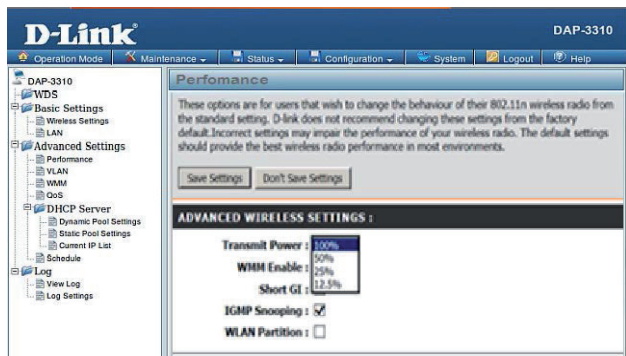 D-Link
DAP-3310
Operation Mode Maintenance Status Configuration System Logout Help
DAP-3310
WDS
Basic Settings
Wireless Settings
LAN
Advanced Settings
Performance
VLAN
WMM
QoS
DHCP Server
Dynamic Pool Settings
Static Pool Settings
Current IP List
Schedule
Log
View Log
Log Settings
Perfomance
These options are for users that wish to change the behaviour of their 802.11n wireless radio from
the standard setting. D-link does not recommend changing these settings from the factory
default.Incorrect settings may impair the performance of your wireless radio. The default settings
should provide the best wireless radio performance in most environments.
Save Settings Don't Save Settings
ADVANCED WIRELESS SETTINGS :
Transmit Power : 100%
50%
WMM Enable : 25%
Short GI : 12.5%
IGMP Snooping :
WLAN Partition :